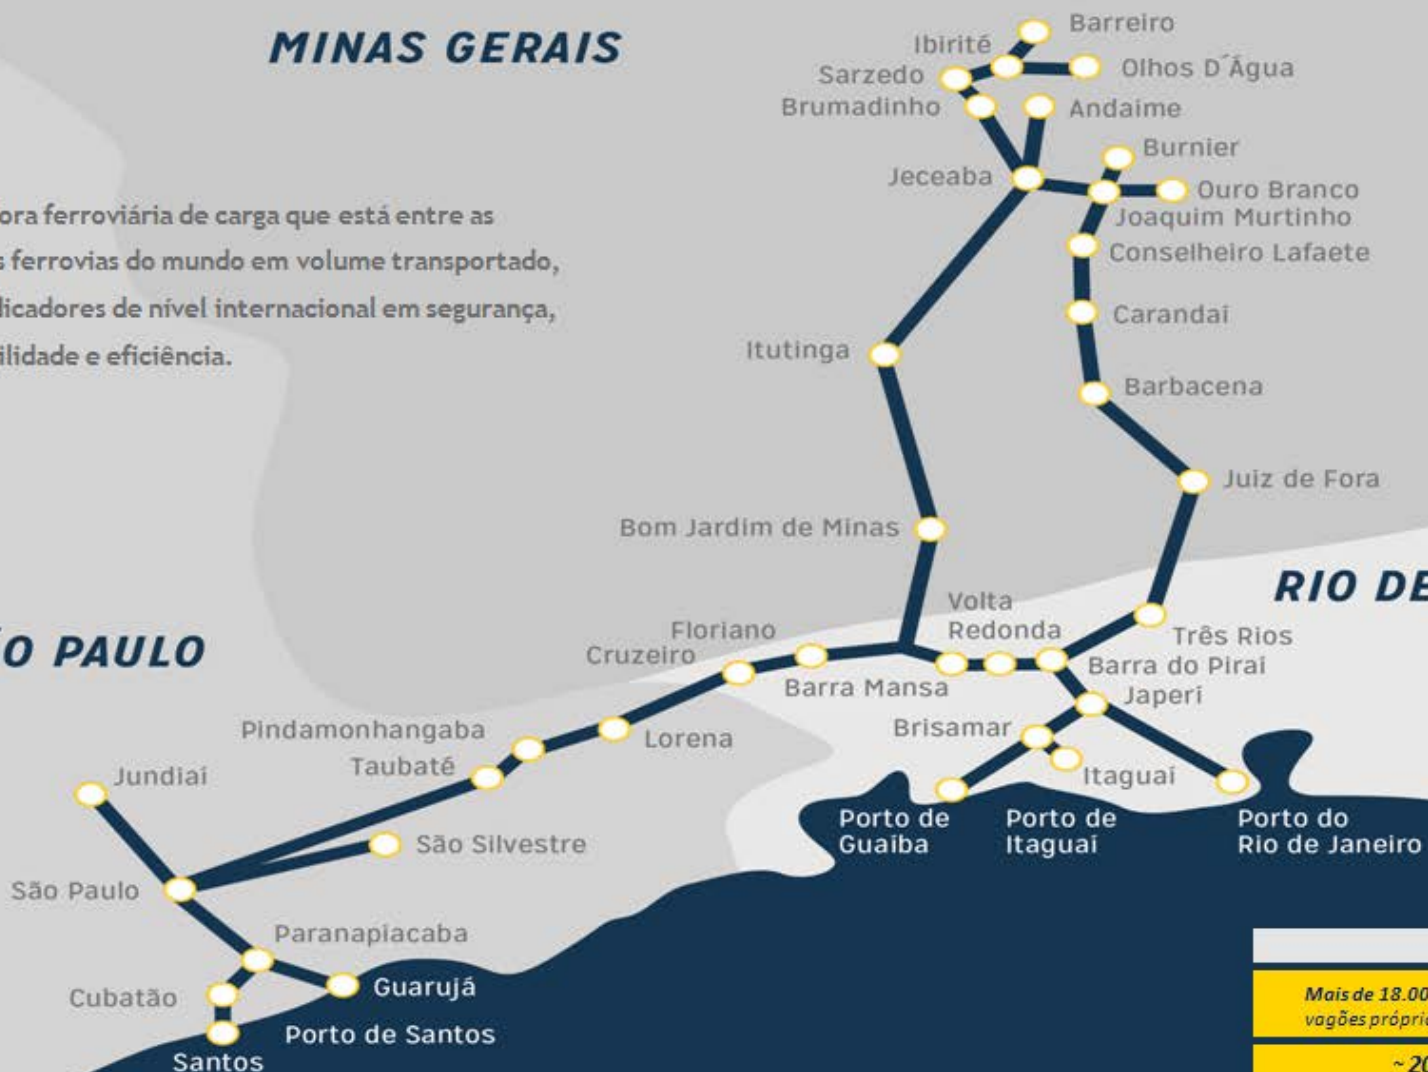 MINAS GERAIS
Barreiro
Ibirité
Olhos D´Água
Sarzedo
Brumadinho
Andaime
Burnier
Jeceaba
Ouro Branco
Joaquim Murtinho
ora ferroviária de carga que está entre as
s ferrovias do mundo em volume transportado,
dicadores de nível internacional em segurança,
ilidade e eficiência.
Conselheiro Lafaete
Carandaí
Itutinga
Barbacena
Juiz de Fora
Bom Jardim de Minas
RIO DE
Volta
Redonda
Floriano
Três Rios
ÃO PAULO
Cruzeiro
Barra do Piraí
Barra Mansa
Japeri
Pindamonhangaba
Lorena
Brisamar
Taubaté
Jundiaí
Itaguaí
Porto de
Guaíba
Porto de
Itaguaí
Porto do
Rio de Janeiro
São Silvestre
São Paulo
Paranapiacaba
Guarujá
Cubatão
Porto de Santos
Santos
Mais de 18.00
vagões própri
~ 20